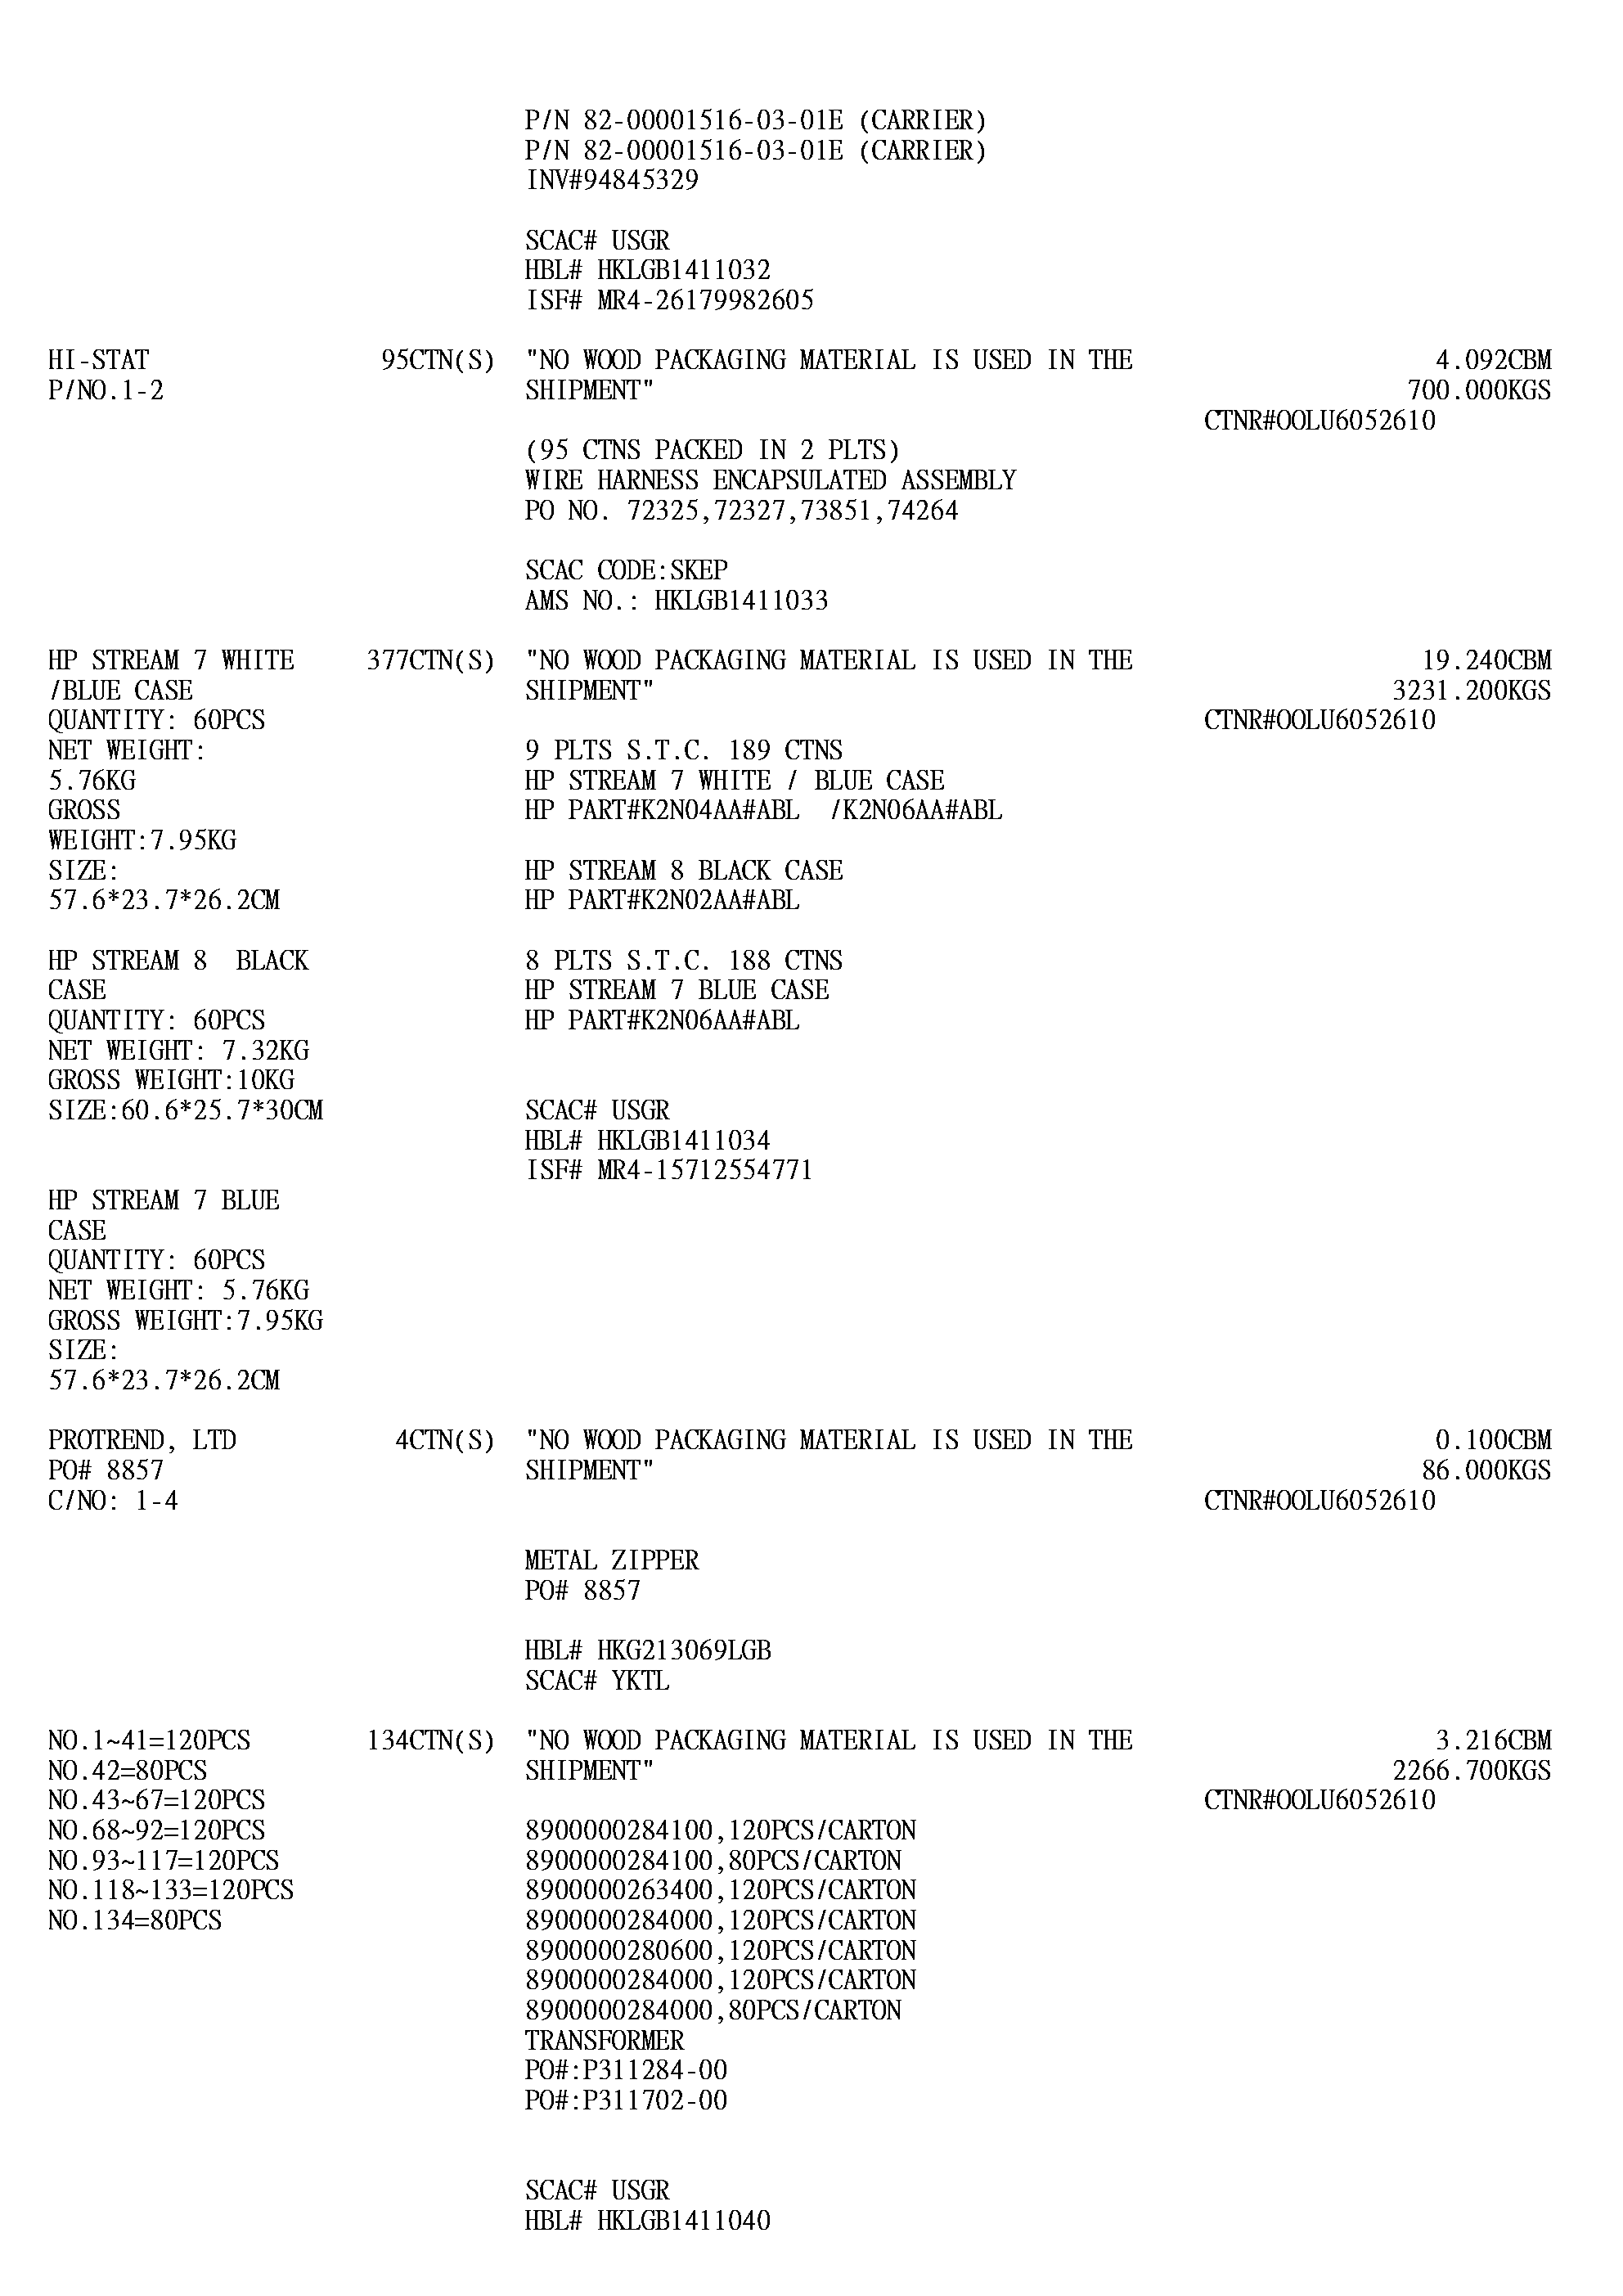 P/N 82-00001516-03-01E (CARRIER)
P/N 82-00001516-03-01E (CARRIER)
INV#94845329
SCAC# USGR
HBL# HKLGB1411032
ISF# MR4-26179982605
HI-STAT 95CTN(S) "NO WOOD PACKAGING MATERIAL IS USED IN THE 4.092CBM
P/NO.1-2 SHIPMENT" 700.000KGS
CTNR#OOLU6052610
(95 CTNS PACKED IN 2 PLTS)
WIRE HARNESS ENCAPSULATED ASSEMBLY
PO NO. 72325,72327,73851,74264
SCAC CODE:SKEP
AMS NO.: HKLGB1411033
HP STREAM 7 WHITE 377CTN(S) "NO WOOD PACKAGING MATERIAL IS USED IN THE 19.240CBM
/BLUE CASE SHIPMENT" 3231.200KGS
QUANTITY: 60PCS CTNR#OOLU6052610
NET WEIGHT: 9 PLTS S.T.C. 189 CTNS
5.76KG HP STREAM 7 WHITE / BLUE CASE
GROSS HP PART#K2N04AA#ABL /K2N06AA#ABL
WEIGHT:7.95KG
SIZE: HP STREAM 8 BLACK CASE
57.6*23.7*26.2CM HP PART#K2N02AA#ABL
HP STREAM 8 BLACK 8 PLTS S.T.C. 188 CTNS
CASE HP STREAM 7 BLUE CASE
QUANTITY: 60PCS HP PART#K2N06AA#ABL
NET WEIGHT: 7.32KG
GROSS WEIGHT:10KG
SIZE:60.6*25.7*30CM SCAC# USGR
HBL# HKLGB1411034
ISF# MR4-15712554771
HP STREAM 7 BLUE
CASE
QUANTITY: 60PCS
NET WEIGHT: 5.76KG
GROSS WEIGHT:7.95KG
SIZE:
57.6*23.7*26.2CM
PROTREND, LTD 4CTN(S) "NO WOOD PACKAGING MATERIAL IS USED IN THE 0.100CBM
PO# 8857 SHIPMENT" 86.000KGS
C/NO: 1-4 CTNR#OOLU6052610
METAL ZIPPER
PO# 8857
HBL# HKG213069LGB
SCAC# YKTL
NO.1~41=120PCS 134CTN(S) "NO WOOD PACKAGING MATERIAL IS USED IN THE 3.216CBM
NO.42=80PCS SHIPMENT" 2266.700KGS
NO.43~67=120PCS CTNR#OOLU6052610
NO.68~92=120PCS 8900000284100,120PCS/CARTON
NO.93~117=120PCS 8900000284100,80PCS/CARTON
NO.118~133=120PCS 8900000263400,120PCS/CARTON
NO.134=80PCS 8900000284000,120PCS/CARTON
8900000280600,120PCS/CARTON
8900000284000,120PCS/CARTON
8900000284000,80PCS/CARTON
TRANSFORMER
PO#:P311284-00
PO#:P311702-00
SCAC# USGR
HBL# HKLGB1411040